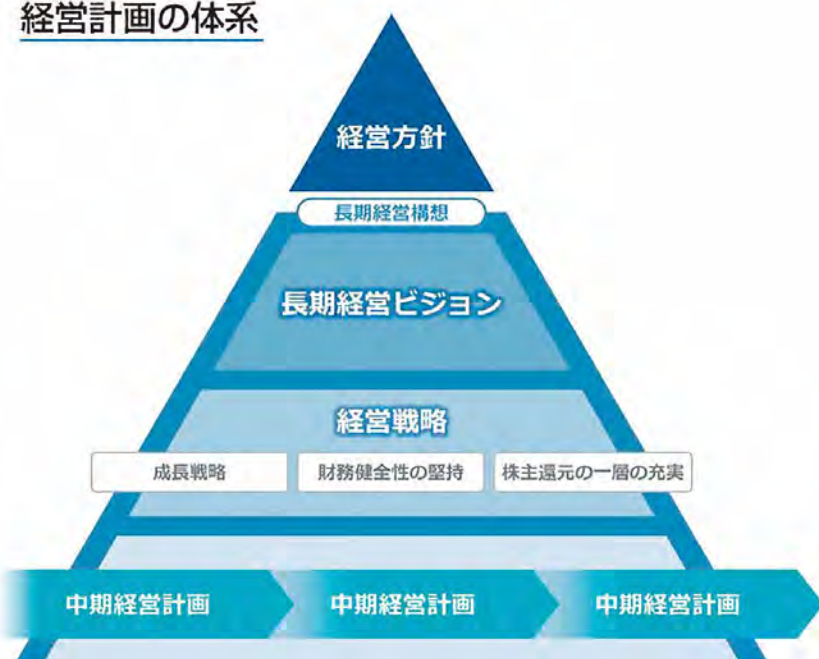 経営計画の体系
経営方針
長期経営構想
長期経営ビジョン
経営戦略
成長戦略 財務健全性の堅持 株主還元の一層の充実
中期経営計画 中期経営計画 中期経営計画